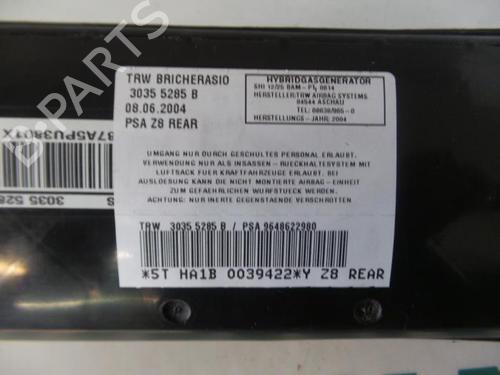 TRW BRICHERASIO
3035 5285 B
08.06.2004
PSA Z8 REAR
HYBRIDGASGENERATOR
HERSTELLER:TRW AIRBAG SYSTEMS
84544 ASCHAU
HERSTELLUNGS - JAHR: 2004
UMGANG NUR DURCH GESCHULTES PERSONAL ERLAUBT.
VERWENDUNG NUR ALS INSASSEN - RUECKHALTESYSTEM MIT
LUFTSACK FUER KRAFTFAHRZEUGE ERLAUBT. BEI
AUSLOESUNG KANN DIE NICHT MONTIERTE AIRBAG - EINHEIT
ZUM GEFAEHRLICHEN WURFSTUECK WERDEN.
ACHTUNG: NUR INERTE GEGENSTAENDE VERSCHROTTEN
TRW 3035 5285 B / PSA 9648622980
*5T HA1B 0039422*Y Z8 REAR
87A5PU3801X
3035 528